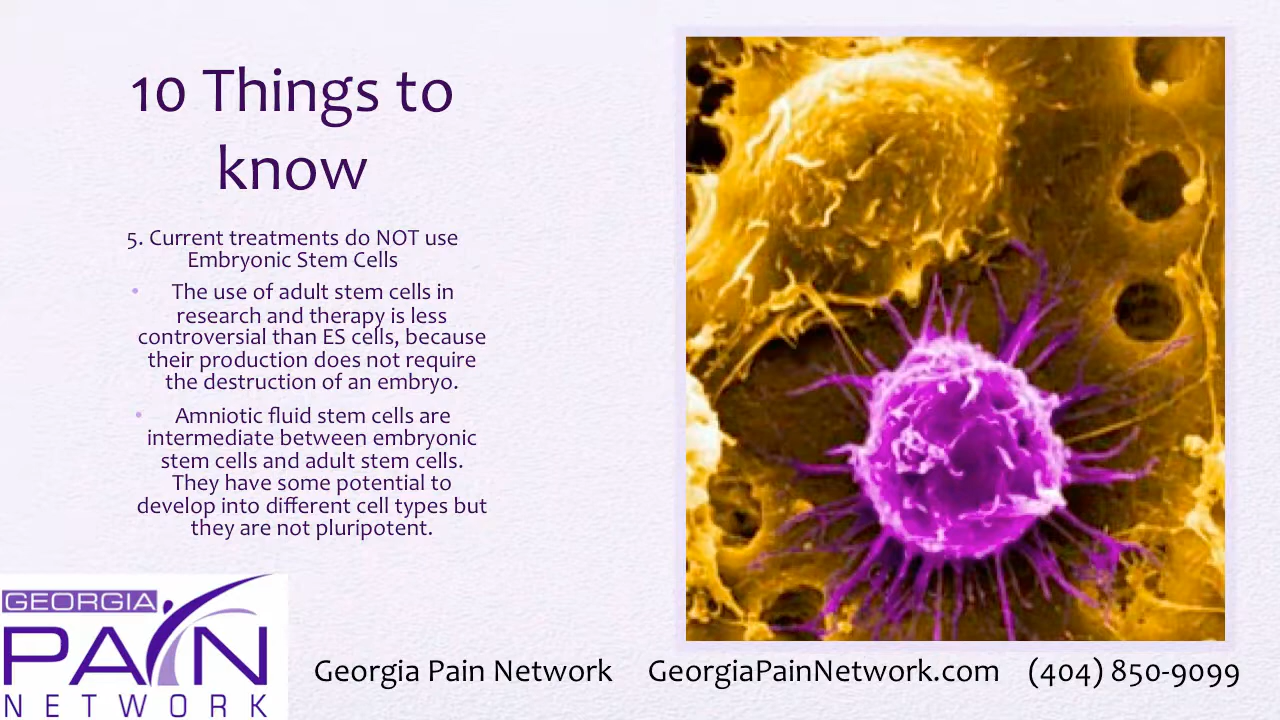 10 Things to
know
5. Current treatments do NOT use
Embryonic Stem Cells
• The use of adult stem cells in
research and therapy is less
controversial than ES cells, because
their production does not require
the destruction of an embryo.
• Amniotic fluid stem cells are
intermediate between embryonic
stem cells and adult stem cells.
They have some potential to
develop into different cell types but
they are not pluripotent.
GEORGIA
PAIN
NETWORK
Georgia Pain Network GeorgiaPainNetwork.com (404) 850-9099